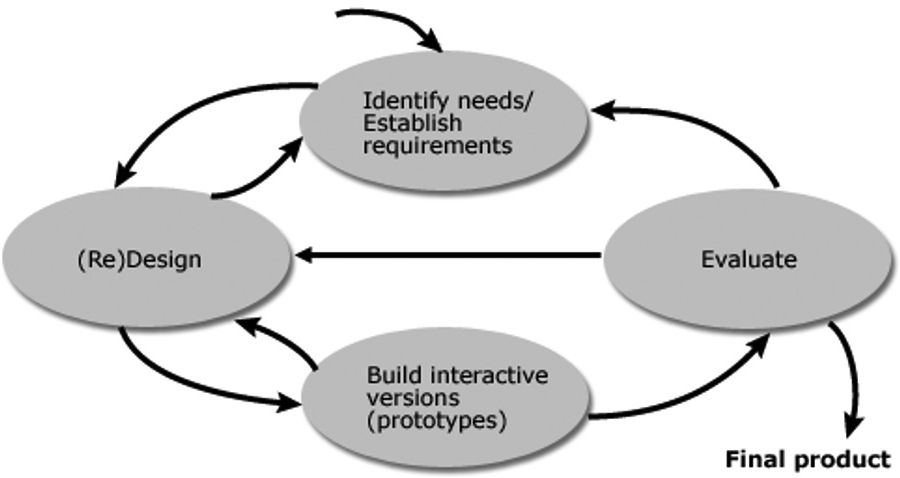 Identify needs/
Establish
requirements
(Re)Design
Evaluate
Build interactive
versions
(prototypes)
Final product